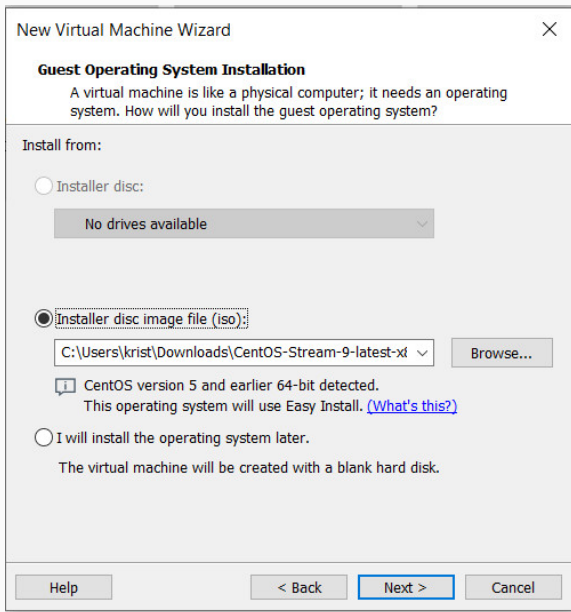 New Virtual Machine Wizard
Guest Operating System Installation
A virtual machine is like a physical computer; it needs an operating
system. How will you install the guest operating system?
Install from:
Installer disc:
No drives available
Installer disc image file (iso):
C:\Users\krist\Downloads\CentOS-Stream-9-latest-x8
Browse...
CentOS version 5 and earlier 64-bit detected.
This operating system will use Easy Install. (What's this?)
I will install the operating system later.
The virtual machine will be created with a blank hard disk.
Help
< Back
Next >
Cancel